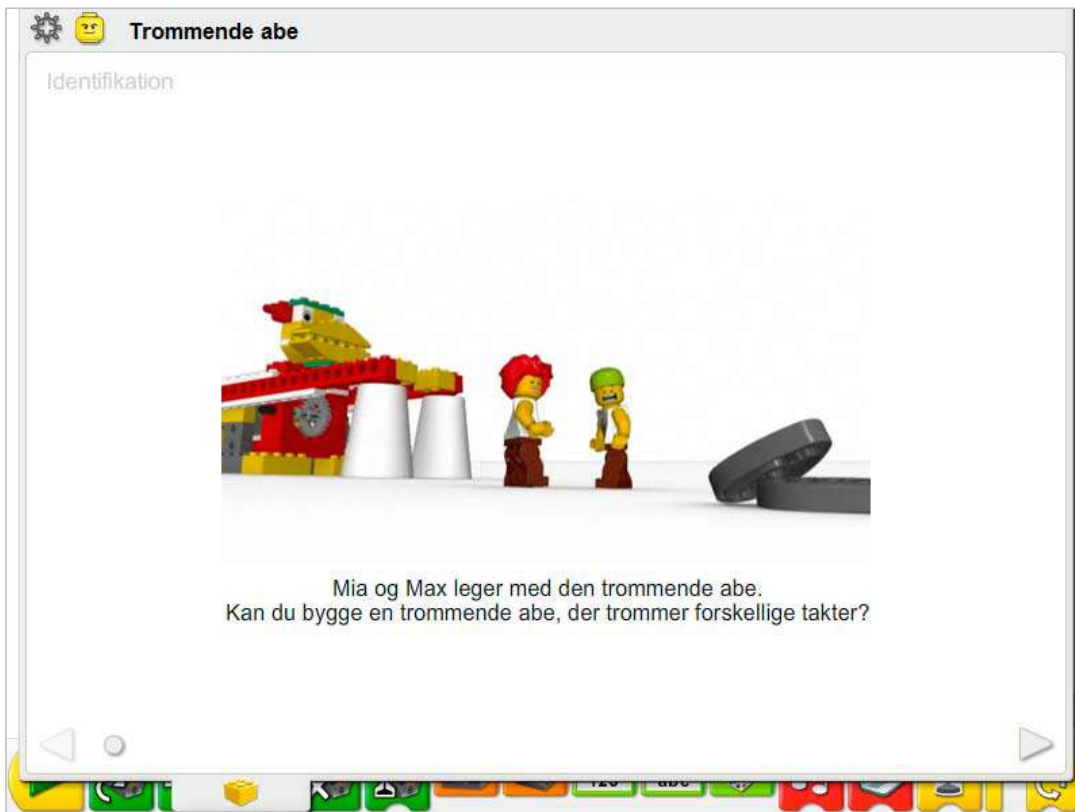 Trommende abe
Identifikation
Mia og Max leger med den trommende abe.
Kan du bygge en trommende abe, der trommer forskellige takter?